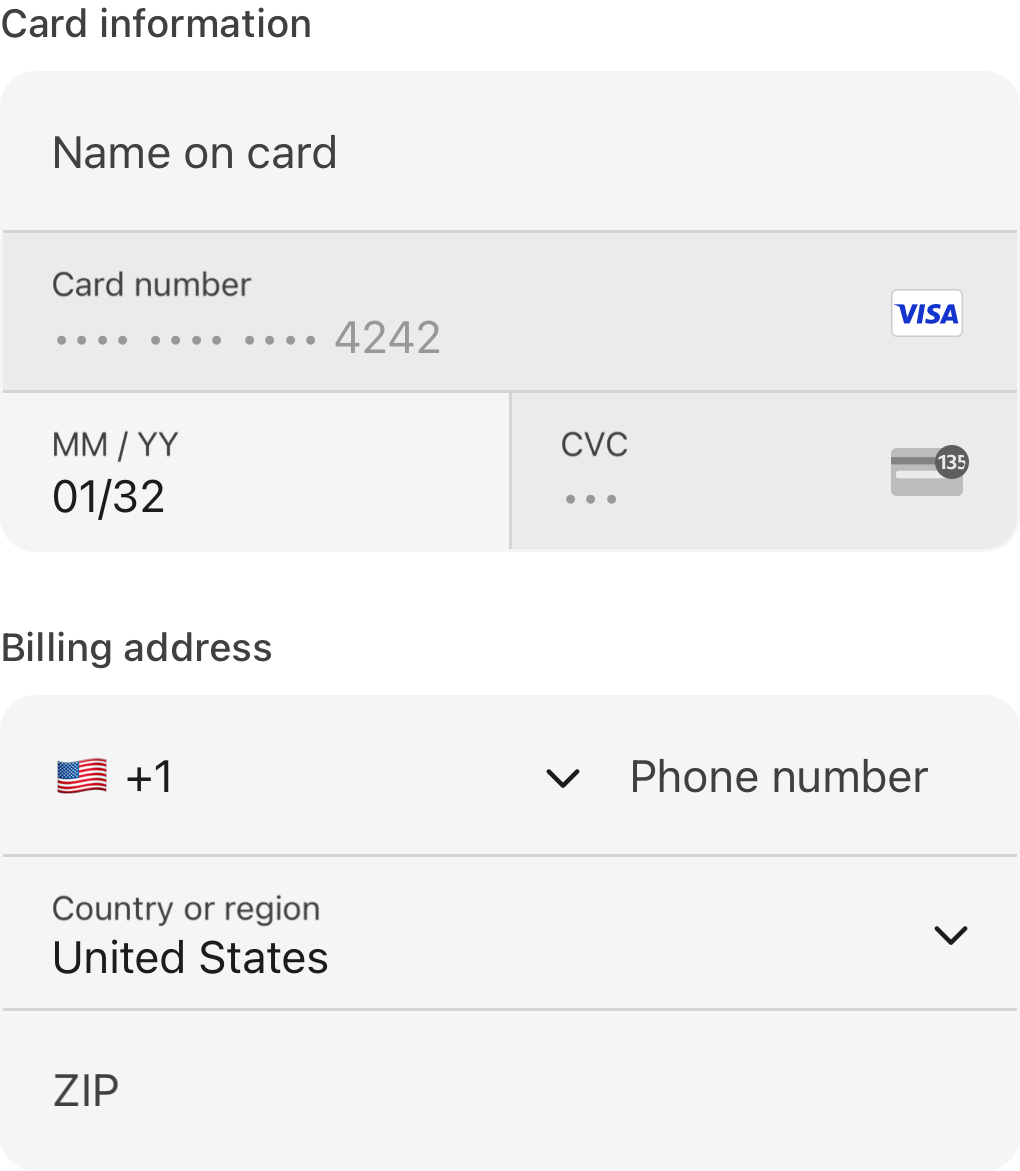 Card information
Name on card
Card number
•••• •••• •••• 4242
VISA
MM / YY
01/32
CVC
•••
135
Billing address
🇺🇸 +1
Phone number
Country or region
United States
ZIP